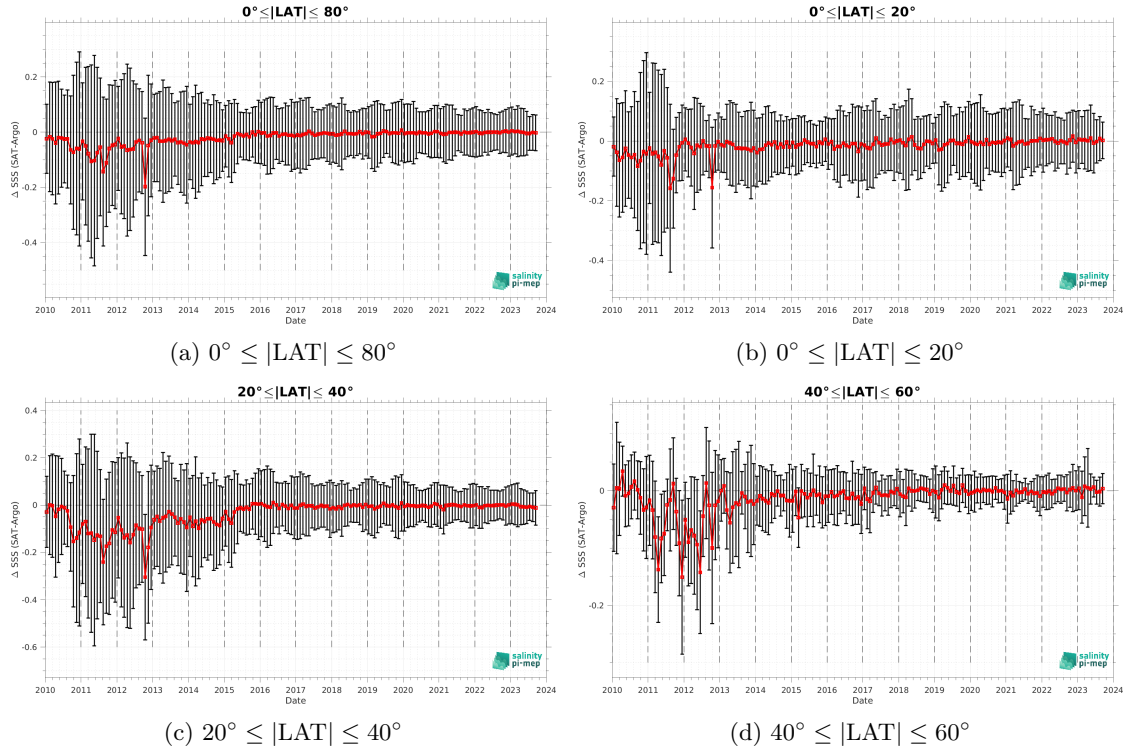 0°≤|LAT|≤ 80°
Δ SSS (SAT-Argo)
0.2
0
-0.2
-0.4
salinity
pi-mep
2010 2011 2012 2013 2014 2015 2016 2017 2018 2019 2020 2021 2022 2023 2024
Date
(a) 0° ≤ |LAT| ≤ 80°
0°≤|LAT|≤ 20°
Δ SSS (SAT-Argo)
0.2
0
-0.2
-0.4
salinity
pi-mep
2010 2011 2012 2013 2014 2015 2016 2017 2018 2019 2020 2021 2022 2023 2024
Date
(b) 0° ≤ |LAT| ≤ 20°
20°≤|LAT|≤ 40°
Δ SSS (SAT-Argo)
0.4
0.2
0
-0.2
-0.4
-0.6
salinity
pi-mep
2010 2011 2012 2013 2014 2015 2016 2017 2018 2019 2020 2021 2022 2023 2024
Date
(c) 20° ≤ |LAT| ≤ 40°
40°≤|LAT|≤ 60°
Δ SSS (SAT-Argo)
0
-0.2
salinity
pi-mep
2010 2011 2012 2013 2014 2015 2016 2017 2018 2019 2020 2021 2022 2023 2024
Date
(d) 40° ≤ |LAT| ≤ 60°